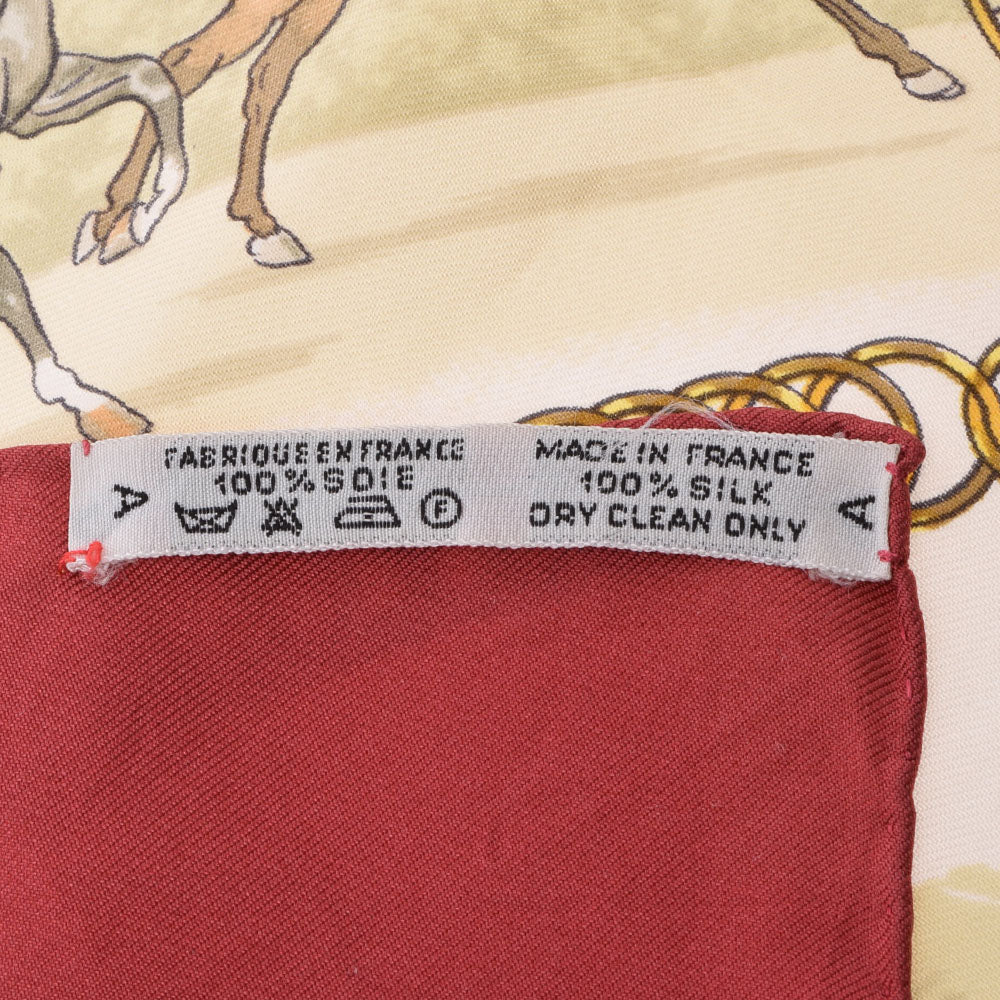 FABRIQUE EN FRANCE
100% SOIE
A
F
MADE IN FRANCE
100% SILK
DRY CLEAN ONLY
A